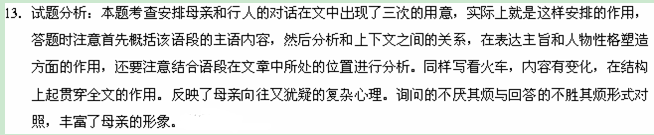 13. 试题分析：本题考查安排母亲和行人的对话在文中出现了三次的用意，实际上就是这样安排的作用，
答题时注意首先概括该语段的主语内容，然后分析和上下文之间的关系，在表达主旨和人物性格塑造
方面的作用，还要注意结合语段在文章中所处的位置进行分析。同样写看火车，内容有变化，在结构
上起贯穿全文的作用。反映了母亲向往又犹疑的复杂心理。询问的不厌其烦与回答的不胜其烦形式对
照，丰富了母亲的形象。